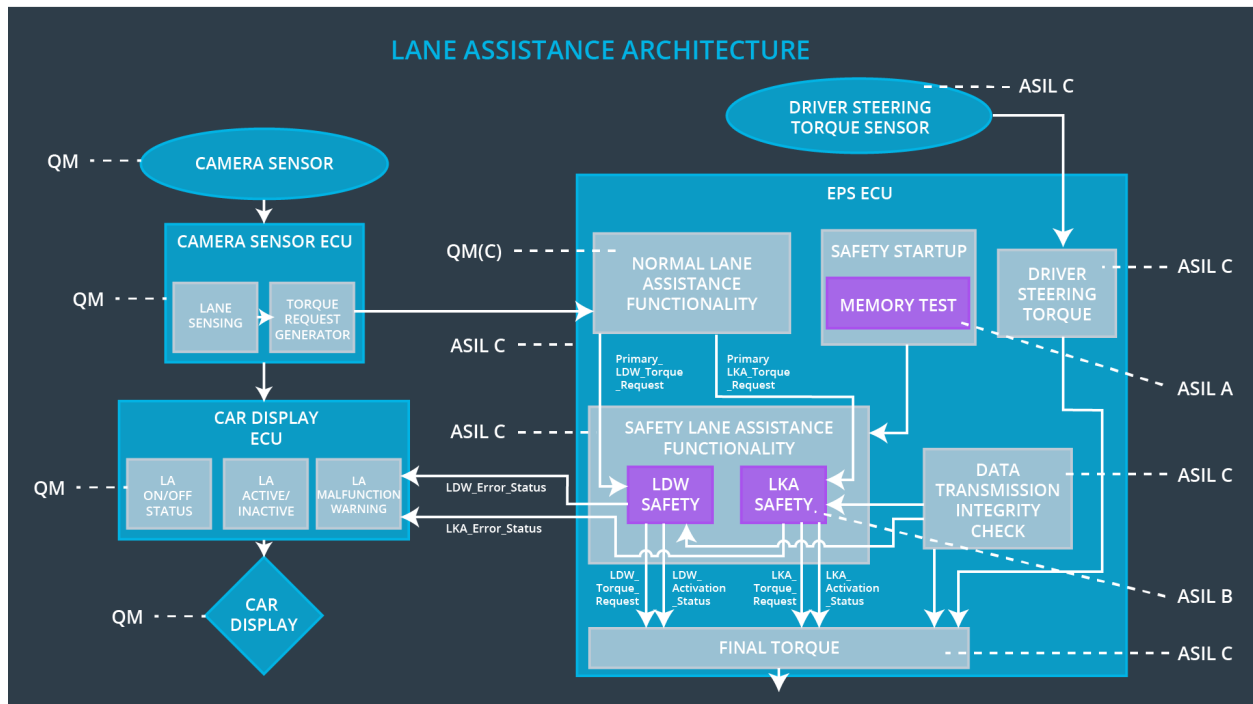 LANE ASSISTANCE ARCHITECTURE
ASIL C
DRIVER STEERING
TORQUE SENSOR
QM
CAMERA SENSOR
EPS ECU
CAMERA SENSOR ECU
QM
LANE
SENSING
TORQUE
REQUEST
GENERATOR
QM(C)
NORMAL LANE
ASSISTANCE
FUNCTIONALITY
SAFETY STARTUP
MEMORY TEST
DRIVER
STEERING
TORQUE
ASIL C
ASIL C
Primary_
LDW_Torque
_Request
Primary
LKA_Torque
_Request
ASIL A
CAR DISPLAY
ECU
QM
LA
ON/OFF
STATUS
LA
ACTIVE/
INACTIVE
LA
MALFUNCTION
WARNING
ASIL C
SAFETY LANE ASSISTANCE
FUNCTIONALITY
LDW
SAFETY
LKA
SAFETY
DATA
TRANSMISSION
INTEGRITY
CHECK
ASIL C
LDW_Error_Status
LKA_Error_Status
LDW_
Torque_
Request
LDW_
Activation
_Status
LKA_
Torque_
Request
LKA_
Activation
_Status
ASIL B
QM
CAR
DISPLAY
FINAL TORQUE
ASIL C